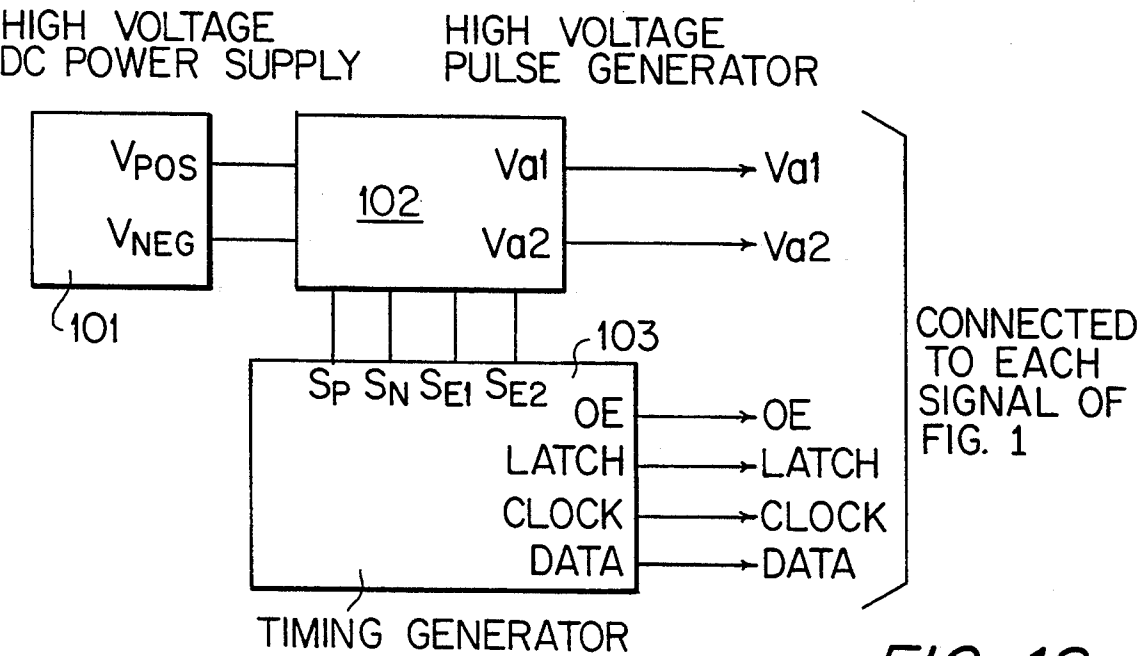 HIGH VOLTAGE
DC POWER SUPPLY
HIGH VOLTAGE
PULSE GENERATOR
VPOS
VNEG
101
102
Va1
Va2
Va1
Va2
103
SP SN SE1 SE2
OE
LATCH
CLOCK
DATA
OE
LATCH
CLOCK
DATA
CONNECTED
TO EACH
SIGNAL OF
FIG. 1
TIMING GENERATOR